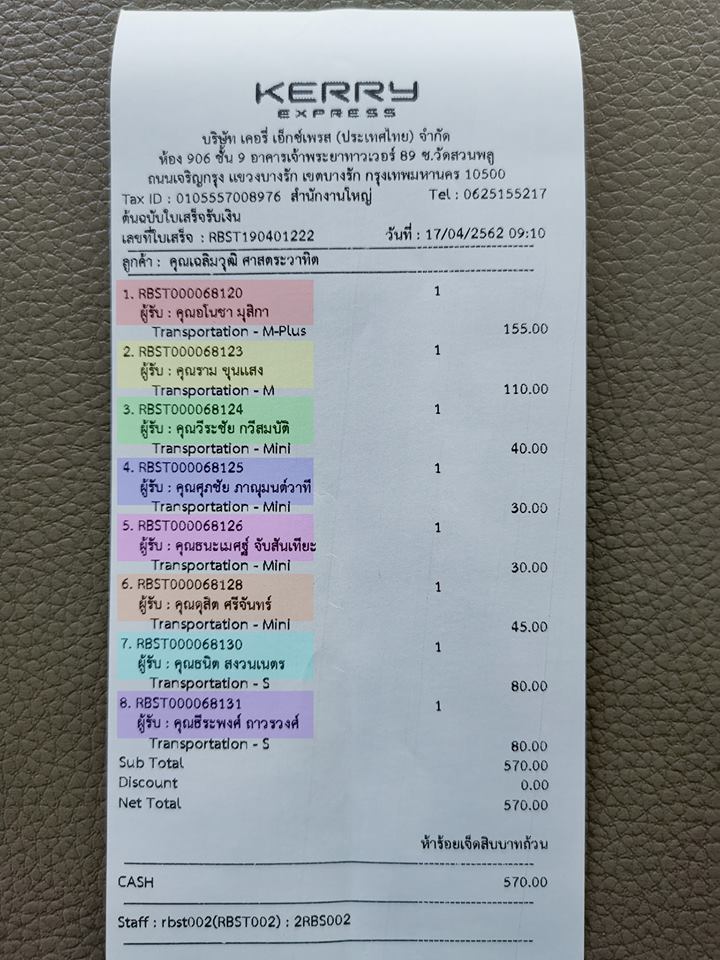 KERRY
EXPRESS
บริษัท เคอรี่ เอ็กซ์เพรส (ประเทศไทย) จำกัด
ห้อง 906 ชั้น 9 อาคารเจ้าพระยาทาวเวอร์ 89 ซ.วัดสวนพลู
ถนนเจริญกรุง แขวงบางรัก เขตบางรัก กรุงเทพมหานคร 10500
Tax ID : 0105557008976 สำนักงานใหญ่ Tel : 0625155217
ต้นฉบับใบเสร็จรับเงิน
เลขที่ใบเสร็จ : RBST190401222 วันที่ : 17/04/2562 09:10
ลูกค้า : คุณเฉลิมวุฒิ ศาสตระวาทิต
1. RBST000068120 1
ผู้รับ : คุณอโนชา มุสิกา
Transportation - M-Plus 155.00
2. RBST000068123 1
ผู้รับ : คุณราม ขุนแสง
Transportation - M 110.00
3. RBST000068124 1
ผู้รับ : คุณวีระชัย ทวีสมบัติ
Transportation - Mini 40.00
4. RBST000068125 1
ผู้รับ : คุณศุภชัย ภาณุมนต์วาที
Transportation - Mini 30.00
5. RBST000068126 1
ผู้รับ : คุณธนะเมศฐ์ จับสันเทียะ
Transportation - Mini 30.00
6. RBST000068128 1
ผู้รับ : คุณดุสิต ศรีจันทร์
Transportation - Mini 45.00
7. RBST000068130 1
ผู้รับ : คุณธนิต สงวนเนตร
Transportation - S 80.00
8. RBST000068131 1
ผู้รับ : คุณธีระพงศ์ ถาวรวงศ์
Transportation - S 80.00
Sub Total 570.00
Discount 0.00
Net Total 570.00
ห้าร้อยเจ็ดสิบบาทถ้วน
CASH 570.00
Staff : rbst002(RBST002) : 2RBS002